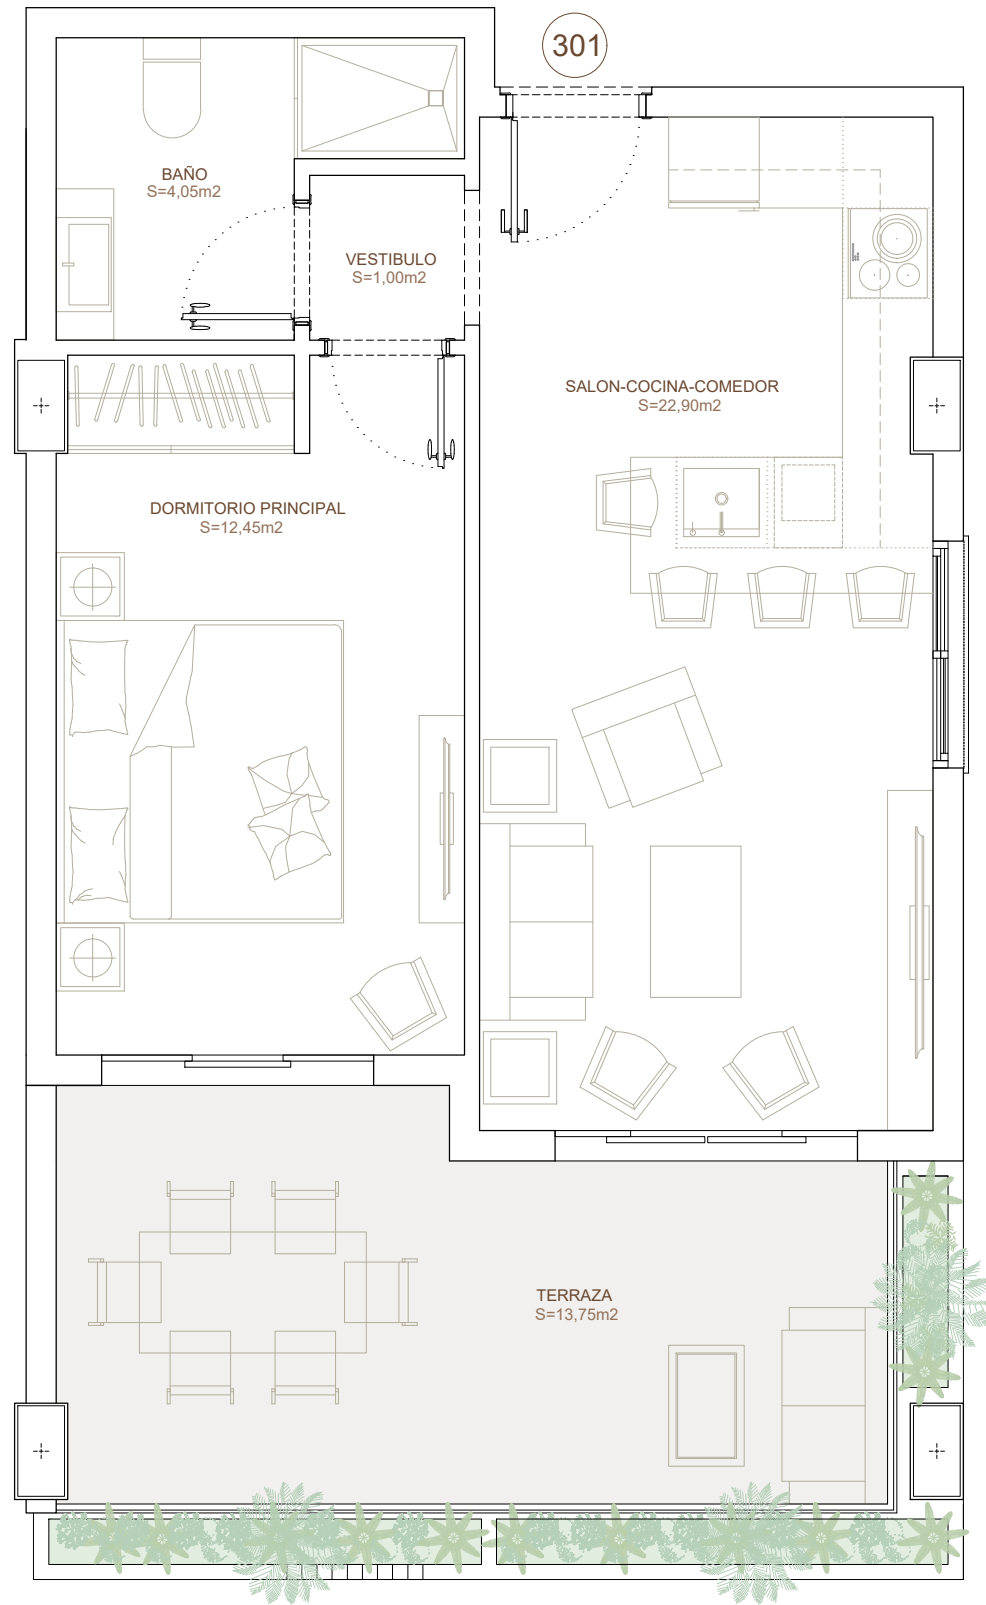 301
BAÑO
S=4,05m2
VESTIBULO
S=1,00m2
SALON-COCINA-COMEDOR
S=22,90m2
DORMITORIO PRINCIPAL
S=12,45m2
TERRAZA
S=13,75m2